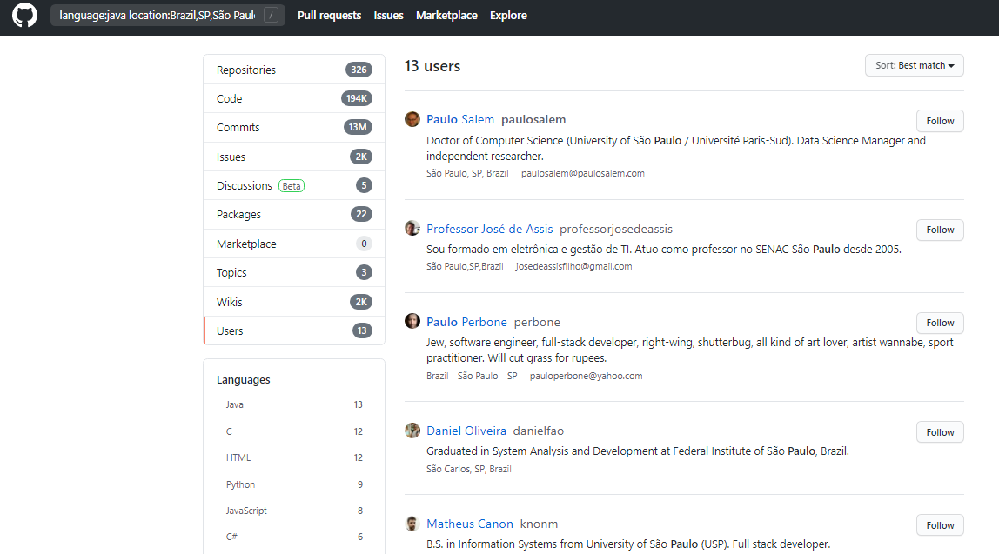 language:java location:Brazil,SP,São Paul /
Pull requests Issues Marketplace Explore
Repositories 326
Code 194K
Commits 13M
Issues 2K
Discussions Beta 5
Packages 22
Marketplace 0
Topics 3
Wikis 2K
Users 13
Languages
Java 13
C 12
HTML 12
Python 9
JavaScript 8
C# 6
13 users
Sort: Best match
Paulo Salem paulosalem
Follow
Doctor of Computer Science (University of São Paulo / Université Paris-Sud). Data Science Manager and
independent researcher.
São Paulo, SP, Brazil paulosalem@paulosalem.com
Professor José de Assis professorjosedeassis
Follow
Sou formado em eletrônica e gestão de TI. Atuo como professor no SENAC São Paulo desde 2005.
São Paulo,SP,Brazil josedeassisfilho@gmail.com
Paulo Perbone perbone
Follow
Jew, software engineer, full-stack developer, right-wing, shutterbug, all kind of art lover, artist wannabe, sport
practitioner. Will cut grass for rupees.
Brazil - São Paulo - SP pauloperbone@yahoo.com
Daniel Oliveira danielfao
Follow
Graduated in System Analysis and Development at Federal Institute of São Paulo, Brazil.
São Carlos, SP, Brazil
Matheus Canon knonm
Follow
B.S. in Information Systems from University of São Paulo (USP). Full stack developer.